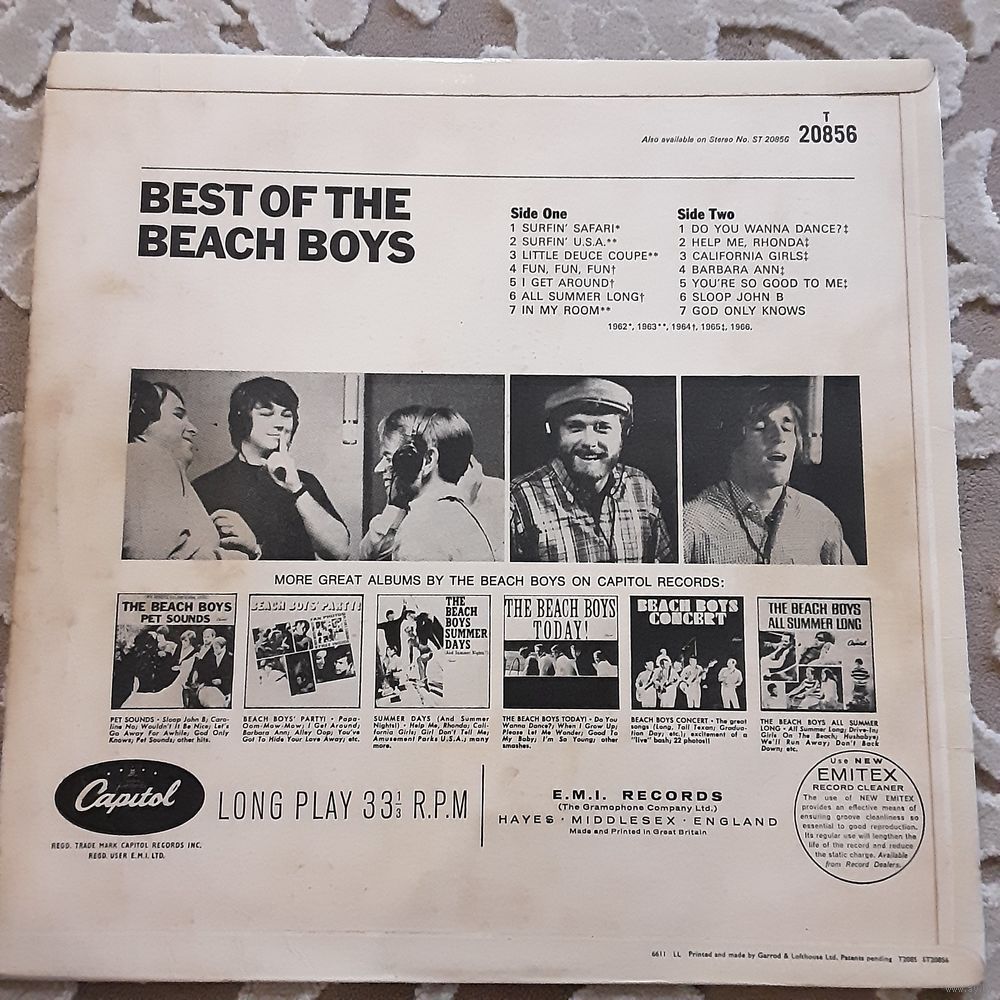 T
Also available on Stereo No. ST 20856 20856
BEST OF THE
BEACH BOYS
Side One
1 SURFIN' SAFARI*
2 SURFIN' U.S.A.**
3 LITTLE DEUCE COUPE**
4 FUN, FUN, FUN†
5 I GET AROUND†
6 ALL SUMMER LONG†
7 IN MY ROOM**
Side Two
1 DO YOU WANNA DANCE?‡
2 HELP ME, RHONDA‡
3 CALIFORNIA GIRLS‡
4 BARBARA ANN‡
5 YOU'RE SO GOOD TO ME‡
6 SLOOP JOHN B
7 GOD ONLY KNOWS
1962*, 1963**, 1964†, 1965‡, 1966.
MORE GREAT ALBUMS BY THE BEACH BOYS ON CAPITOL RECORDS:
THE BEACH BOYS
PET SOUNDS
BEACH BOYS' PARTY!
THE
BEACH
BOYS
SUMMER
DAYS
(And Summer Nights!!)
THE BEACH BOYS
TODAY!
BEACH BOYS
CONCERT
THE BEACH BOYS
ALL SUMMER LONG
Capitol
PET SOUNDS • Sloop John B; Caro-
line No; Wouldn't It Be Nice; Let's
Go Away For Awhile; God Only
Knows; Pet Sounds; other hits.
BEACH BOYS' PARTY! • Papa-
Oom-Mow-Mow; I Get Around;
Barbara Ann; Alley Oop; You've
Got To Hide Your Love Away; etc.
SUMMER DAYS (And Summer
Nights!!) • Help Me, Rhonda; Cali-
fornia Girls; Girl Don't Tell Me;
Amusement Parks U.S.A.; many
more.
THE BEACH BOYS TODAY! • Do You
Wanna Dance?; When I Grow Up;
Please Let Me Wonder; Good To
My Baby; I'm So Young; other
smashes.
BEACH BOYS CONCERT • The great
songs (Long, Tall Texan; Gradua-
tion Day; etc.); excitement of a
"live" bash; 22 photos!!
THE BEACH BOYS ALL SUMMER
LONG • All Summer Long; Drive-In;
Girls On The Beach; Hushabye;
We'll Run Away; Don't Back
Down; etc.
Capitol
REGD. TRADE MARK CAPITOL RECORDS INC.
REGD. USER E.M.I. LTD.
LONG PLAY 33⅓ R.P.M
E.M.I. RECORDS
(The Gramophone Company Ltd.)
HAYES • MIDDLESEX • ENGLAND
Made and Printed in Great Britain
Use NEW
EMITEX
RECORD CLEANER
The use of NEW EMITEX
provides an effective means of
ensuring groove cleanliness so
essential to good reproduction.
Its regular use will lengthen the
life of the record and reduce
the static charge. Available
from Record Dealers.
6611 LL Printed and made by Garrod & Lofthouse Ltd. Patents pending T2085 ST20856